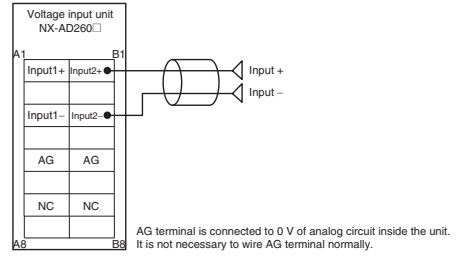 Voltage input unit
NX-AD260□
A1 B1
Input1+ Input2+ Input +
Input −
Input1− Input2−
AG AG
NC NC
A8 B8
AG terminal is connected to 0 V of analog circuit inside the unit.
It is not necessary to wire AG terminal normally.